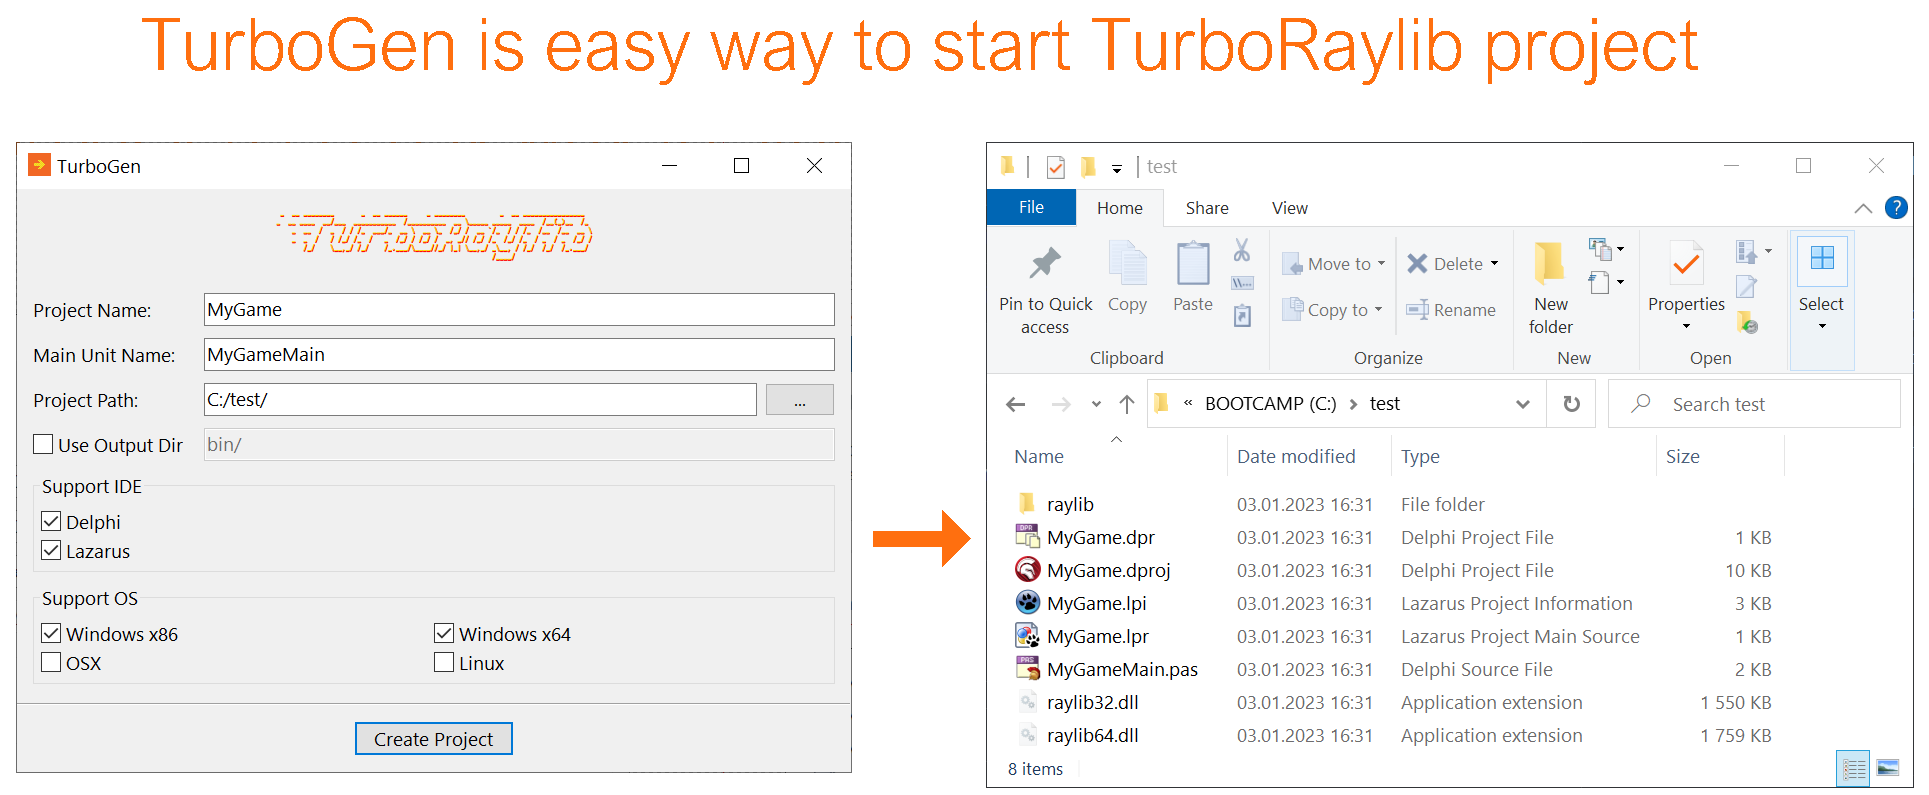 TurboGen is easy way to start TurboRaylib project
TurboGen
TurboRaylib
Project Name: MyGame
Main Unit Name: MyGameMain
Project Path: C:/test/ ...
Use Output Dir bin/
Support IDE
Delphi
Lazarus
Support OS
Windows x86 Windows x64
OSX Linux
Create Project
test
File Home Share View ?
Pin to Quick access
Copy
Paste
Move to
Copy to
Delete
Rename
New folder
Properties
Select
Clipboard Organize New Open
« BOOTCAMP (C:) > test
Search test
Name Date modified Type Size
raylib 03.01.2023 16:31 File folder
MyGame.dpr 03.01.2023 16:31 Delphi Project File 1 KB
MyGame.dproj 03.01.2023 16:31 Delphi Project File 10 KB
MyGame.lpi 03.01.2023 16:31 Lazarus Project Information 3 KB
MyGame.lpr 03.01.2023 16:31 Lazarus Project Main Source 1 KB
MyGameMain.pas 03.01.2023 16:31 Delphi Source File 2 KB
raylib32.dll 03.01.2023 16:31 Application extension 1 550 KB
raylib64.dll 03.01.2023 16:31 Application extension 1 759 KB
8 items